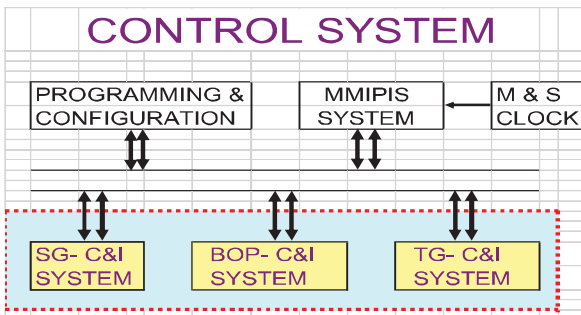 CONTROL SYSTEM
PROGRAMMING &
CONFIGURATION
MMIPIS
SYSTEM
M & S
CLOCK
SG- C&I
SYSTEM
BOP- C&I
SYSTEM
TG- C&I
SYSTEM